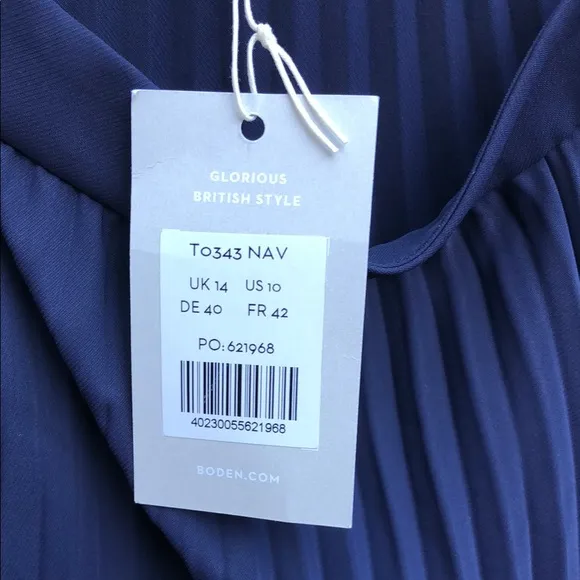 GLORIOUS
BRITISH STYLE
T0343 NAV
UK 14 US 10
DE 40 FR 42
PO: 621968
40230055621968
BODEN.COM